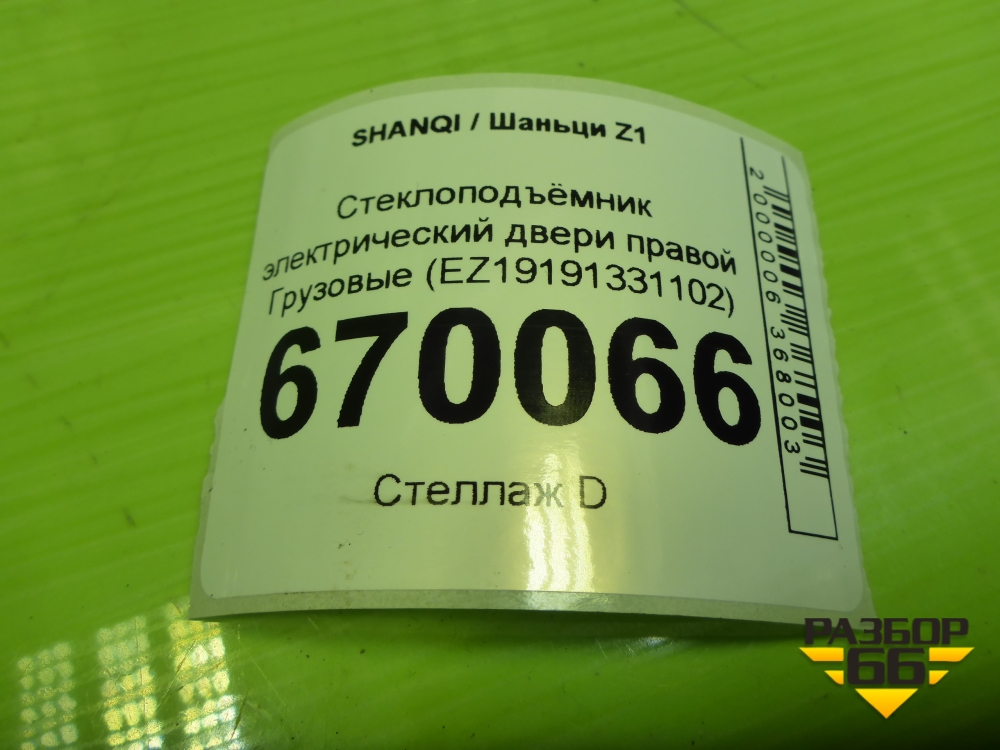 SHANQI / Шаньци Z1
Стеклоподъёмник
электрический двери правой
Грузовые (EZ19191331102)
670066
Стеллаж D
2000006368003
РАЗБОР
66